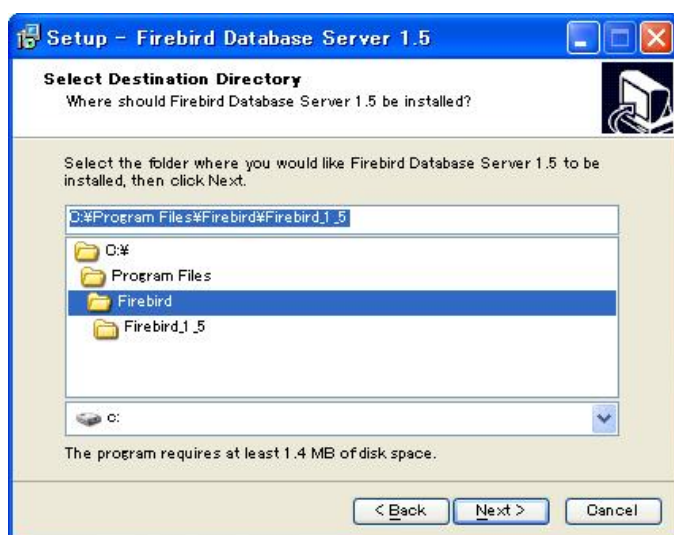 Setup - Firebird Database Server 1.5
Select Destination Directory
Where should Firebird Database Server 1.5 be installed?
Select the folder where you would like Firebird Database Server 1.5 to be
installed, then click Next.
C:¥Program Files¥Firebird¥Firebird_1_5
C:¥
Program Files
Firebird
Firebird_1_5
c:
The program requires at least 1.4 MB of disk space.
< Back
Next >
Cancel